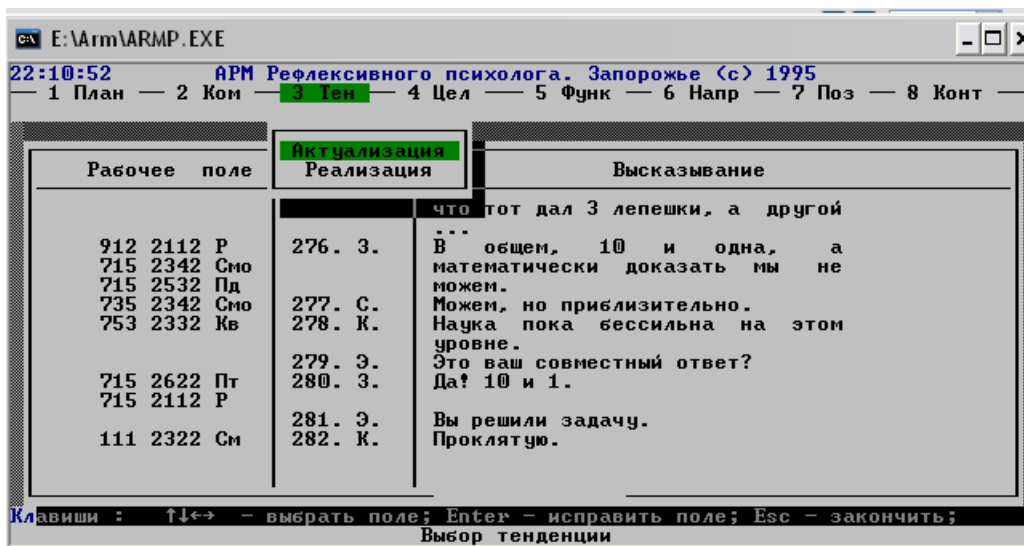 E:\Arm\ARMP.EXE
22:10:52 АРМ Рефлексивного психолога. Запорожье (c) 1995
1 План — 2 Ком — 3 Тен — 4 Цел — 5 Функ — 6 Напр — 7 Поз — 8 Конт
Актуализация
Рабочее поле Реализация Высказывание
что тот дал 3 лепешки, а другой
...
912 2112 Р 276. З. В общем, 10 и одна, а
715 2342 Смо математически доказать мы не
715 2532 Пд можем.
735 2342 Смо 277. С. Можем, но приблизительно.
753 2332 Кв 278. К. Наука пока бессильна на этом
уровне.
279. Э. Это ваш совместный ответ?
715 2622 Пт 280. З. Да! 10 и 1.
715 2112 Р
281. Э. Вы решили задачу.
111 2322 См 282. К. Проклятую.
Клавиши : ↑↓←→ — выбрать поле; Enter — исправить поле; Esc — закончить;
Выбор тенденции